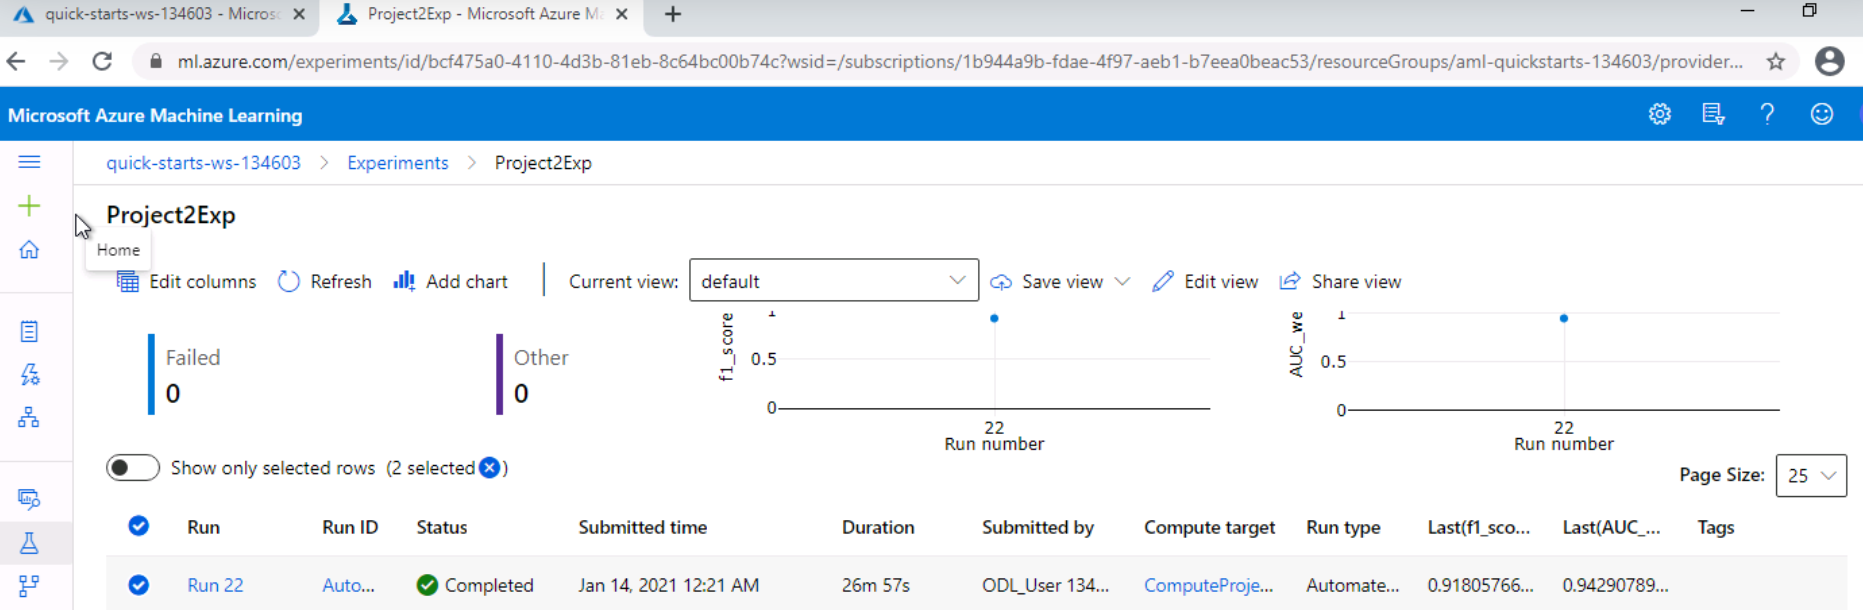 quick-starts-ws-134603 - Micros
Project2Exp - Microsoft Azure Ma
ml.azure.com/experiments/id/bcf475a0-4110-4d3b-81eb-8c64bc00b74c?wsid=/subscriptions/1b944a9b-fdae-4f97-aeb1-b7eea0beac53/resourceGroups/aml-quickstarts-134603/provider...
Microsoft Azure Machine Learning
quick-starts-ws-134603 > Experiments > Project2Exp
Project2Exp
Home
Edit columns Refresh Add chart Current view: default Save view Edit view Share view
Failed
0
Other
0
f1_score
1
0.5
0
22
Run number
AUC_we
1
0.5
0
22
Run number
Show only selected rows (2 selected )
Page Size: 25
Run Run ID Status Submitted time Duration Submitted by Compute target Run type Last(f1_sco... Last(AUC_... Tags
Run 22 Auto... Completed Jan 14, 2021 12:21 AM 26m 57s ODL_User 134... ComputeProje... Automate... 0.91805766... 0.94290789...